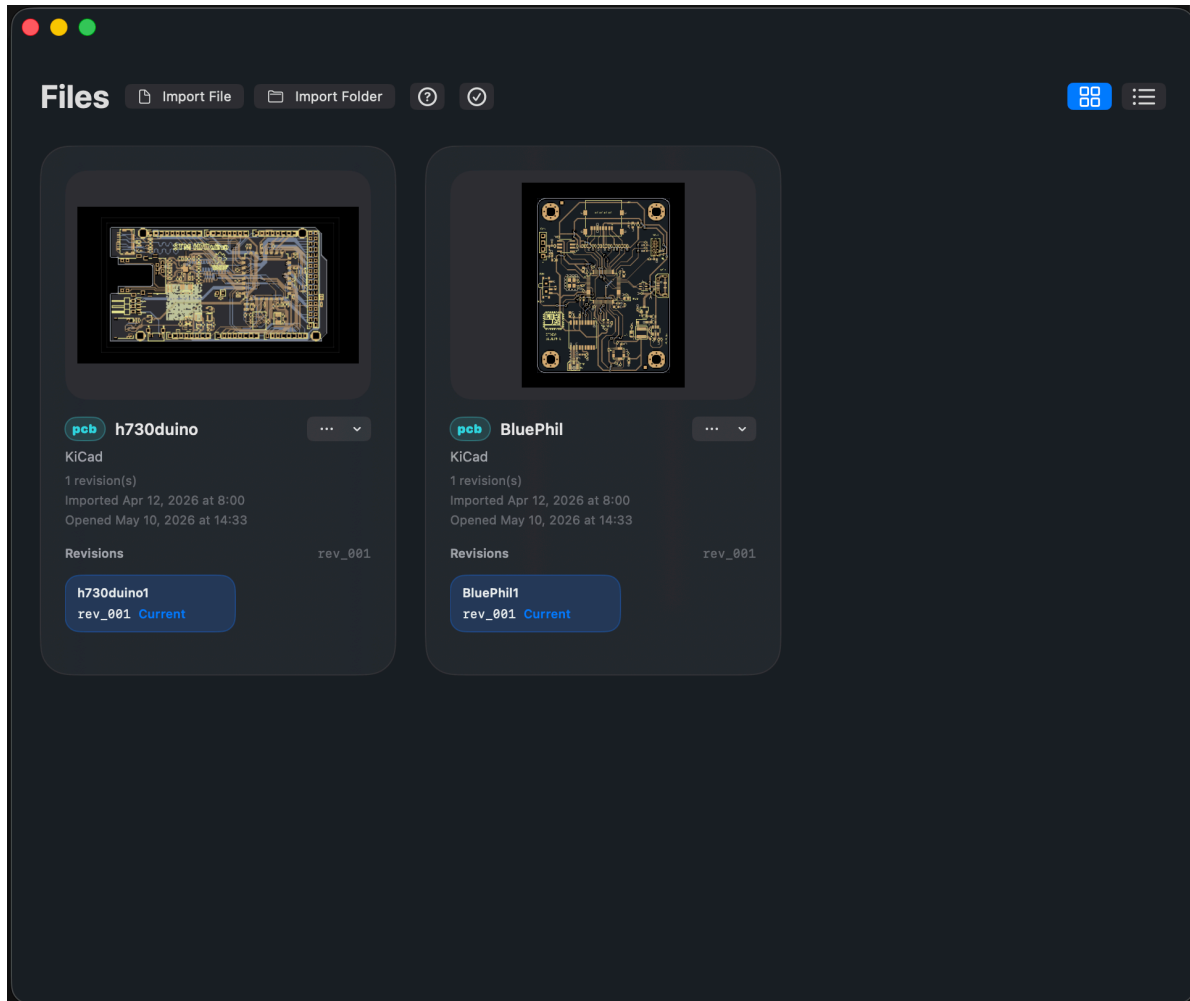 Files
Import File
Import Folder
pcb h730duino
KiCad
1 revision(s)
Imported Apr 12, 2026 at 8:00
Opened May 10, 2026 at 14:33
Revisions rev_001
h730duino1
rev_001 Current
pcb BluePhil
KiCad
1 revision(s)
Imported Apr 12, 2026 at 8:00
Opened May 10, 2026 at 14:33
Revisions rev_001
BluePhil1
rev_001 Current